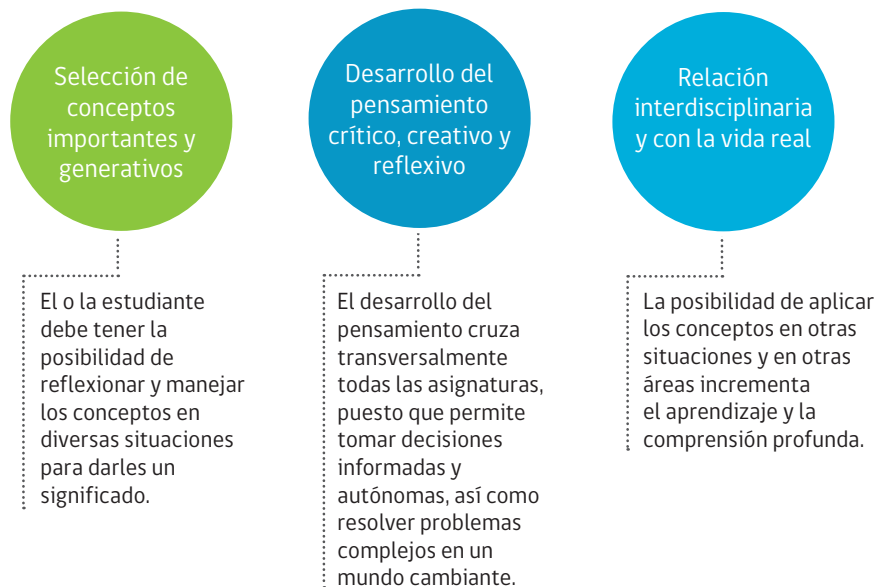 Selección de
conceptos
importantes y
generativos
El o la estudiante
debe tener la
posibilidad de
reflexionar y manejar
los conceptos en
diversas situaciones
para darles un
significado.
Desarrollo del
pensamiento
crítico, creativo y
reflexivo
El desarrollo del
pensamiento cruza
transversalmente
todas las asignaturas,
puesto que permite
tomar decisiones
informadas y
autónomas, así como
resolver problemas
complejos en un
mundo cambiante.
Relación
interdisciplinaria
y con la vida real
La posibilidad de aplicar
los conceptos en otras
situaciones y en otras
áreas incrementa
el aprendizaje y la
comprensión profunda.